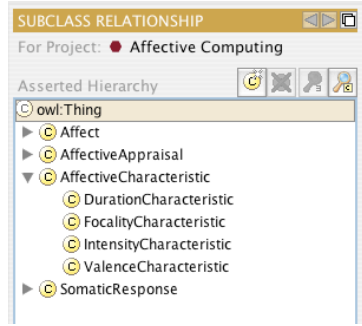 SUBCLASS RELATIONSHIP
For Project: Affective Computing
Asserted Hierarchy
C owl:Thing
C Affect
C AffectiveAppraisal
C AffectiveCharacteristic
C DurationCharacteristic
C FocalityCharacteristic
C IntensityCharacteristic
C ValenceCharacteristic
C SomaticResponse